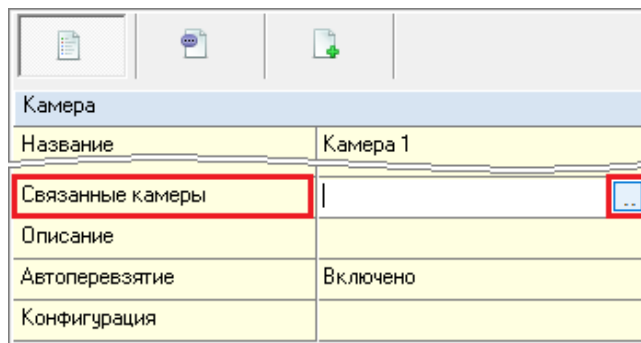 Камера
Название Камера 1
Связанные камеры ..
Описание
Автоперевзятие Включено
Конфигурация